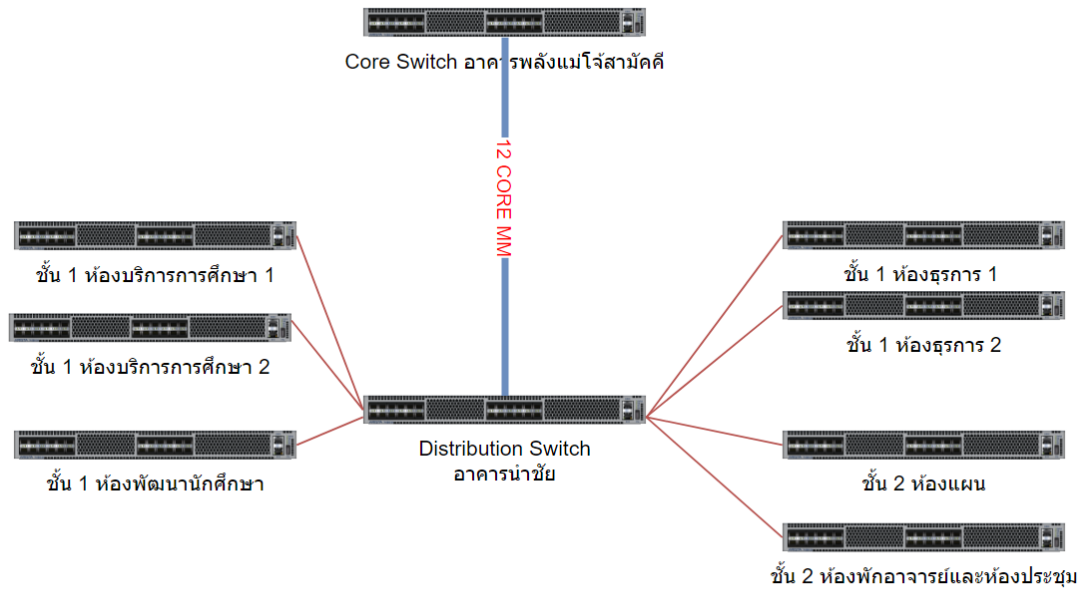 Core Switch อาคารพลังแม่โจ้สามัคคี
12 CORE MM
ชั้น 1 ห้องบริการการศึกษา 1
ชั้น 1 ห้องธุรการ 1
ชั้น 1 ห้องบริการการศึกษา 2
ชั้น 1 ห้องธุรการ 2
Distribution Switch
อาคารนำชัย
ชั้น 1 ห้องพัฒนานักศึกษา
ชั้น 2 ห้องแผน
ชั้น 2 ห้องพักอาจารย์และห้องประชุม